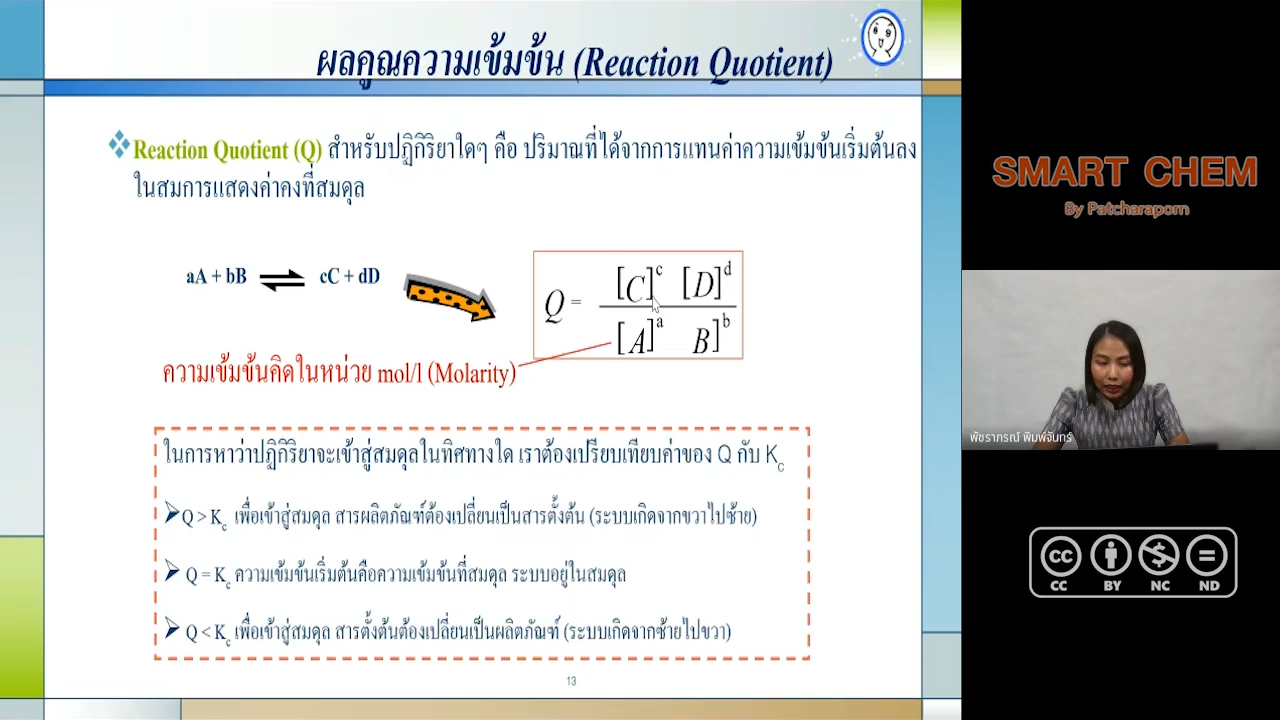 ผลคูณความเข้มข้น (Reaction Quotient)
Reaction Quotient (Q) สำหรับปฏิกิริยาใดๆ คือ ปริมาณที่ได้จากการแทนค่าความเข้มข้นเริ่มต้นลง
ในสมการแสดงค่าคงที่สมดุล
aA + bB ⇌ cC + dD
Q = [C]^c [D]^d
[A]^a B]^b
ความเข้มข้นคิดในหน่วย mol/l (Molarity)
ในการหาว่าปฏิกิริยาจะเข้าสู่สมดุลในทิศทางใด เราต้องเปรียบเทียบค่าของ Q กับ Kc
Q > Kc เพื่อเข้าสู่สมดุล สารผลิตภัณฑ์ต้องเปลี่ยนเป็นสารตั้งต้น (ระบบเกิดจากขวาไปซ้าย)
Q = Kc ความเข้มข้นเริ่มต้นคือความเข้มข้นที่สมดุล ระบบอยู่ในสมดุล
Q < Kc เพื่อเข้าสู่สมดุล สารตั้งต้นต้องเปลี่ยนเป็นผลิตภัณฑ์ (ระบบเกิดจากซ้ายไปขวา)
13
SMART CHEM
By Patcharaporn
พัชราภรณ์ พิมพ์จันทร์
CC BY NC ND